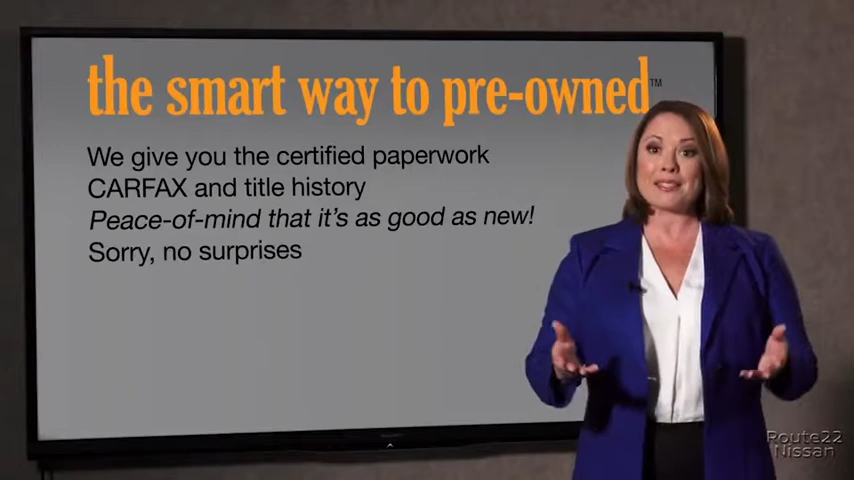 the smart way to pre-owned™
We give you the certified paperwork
CARFAX and title history
Peace-of-mind that it's as good as new!
Sorry, no surprises
Route22
Nissan